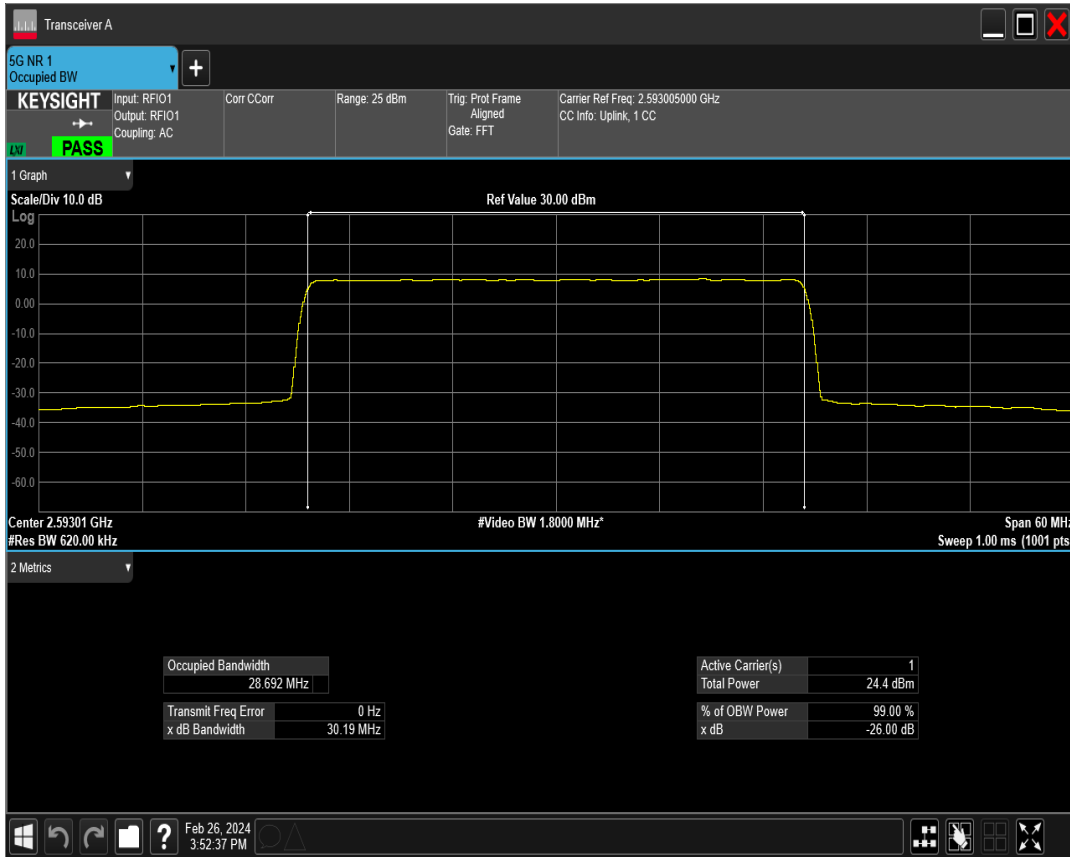 Transceiver A
5G NR 1
Occupied BW
KEYSIGHT
LXI
PASS
Input: RFIO1
Output: RFIO1
Coupling: AC
Corr CCorr
Range: 25 dBm
Trig: Prot Frame
Aligned
Gate: FFT
Carrier Ref Freq: 2.593005000 GHz
CC Info: Uplink, 1 CC
1 Graph
Scale/Div 10.0 dB
Ref Value 30.00 dBm
Log
20.0
10.0
0.00
-10.0
-20.0
-30.0
-40.0
-50.0
-60.0
Center 2.59301 GHz
#Video BW 1.8000 MHz*
Span 60 MHz
#Res BW 620.00 kHz
Sweep 1.00 ms (1001 pts
2 Metrics
Occupied Bandwidth
28.692 MHz
Transmit Freq Error 0 Hz
x dB Bandwidth 30.19 MHz
Active Carrier(s) 1
Total Power 24.4 dBm
% of OBW Power 99.00 %
x dB -26.00 dB
?
Feb 26, 2024
3:52:37 PM